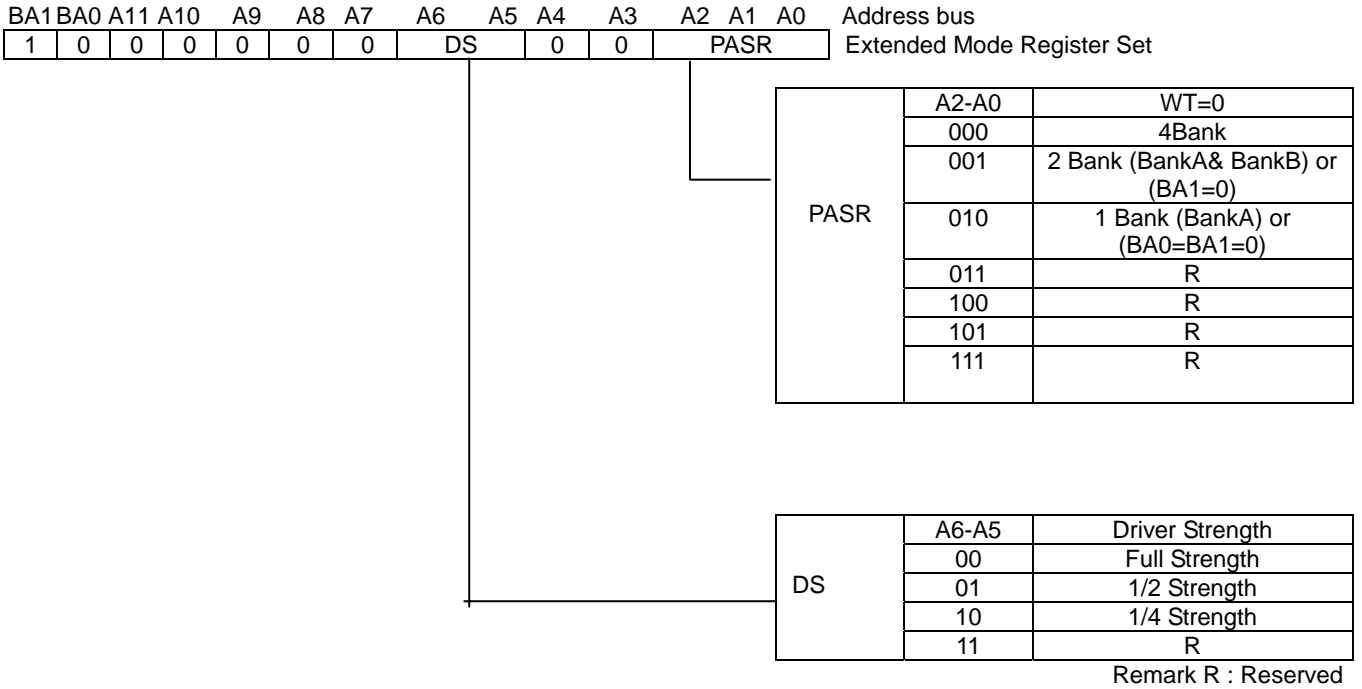 BA1 BA0 A11 A10 A9 A8 A7 A6 A5 A4 A3 A2 A1 A0 Address bus
1 0 0 0 0 0 0 DS 0 0 PASR Extended Mode Register Set
A2-A0 WT=0
000 4Bank
001 2 Bank (BankA& BankB) or
(BA1=0)
PASR 010 1 Bank (BankA) or
(BA0=BA1=0)
011 R
100 R
101 R
111 R
A6-A5 Driver Strength
00 Full Strength
DS 01 1/2 Strength
10 1/4 Strength
11 R
Remark R : Reserved